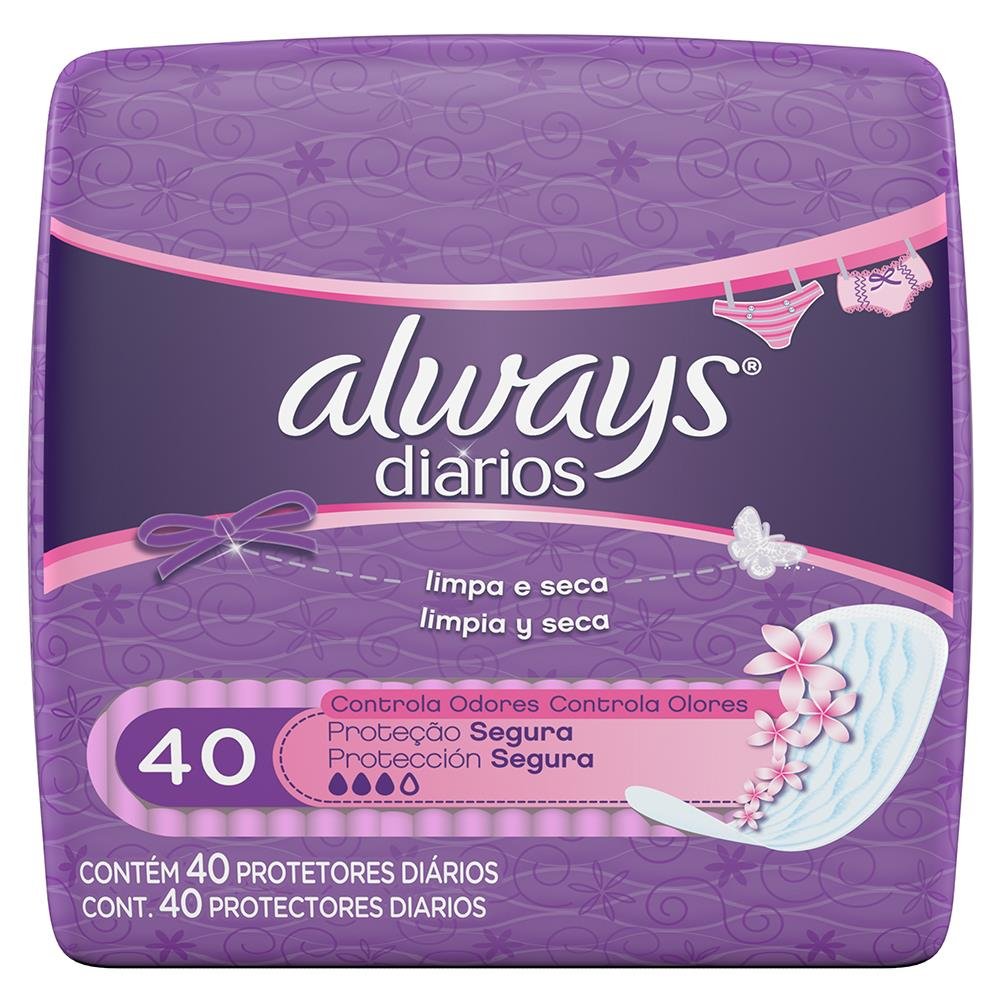 always®
diários
limpa e seca
limpia y seca
Controla Odores Controla Olores
40
Proteção Segura
Protección Segura
CONTÉM 40 PROTETORES DIÁRIOS
CONT. 40 PROTECTORES DIARIOS